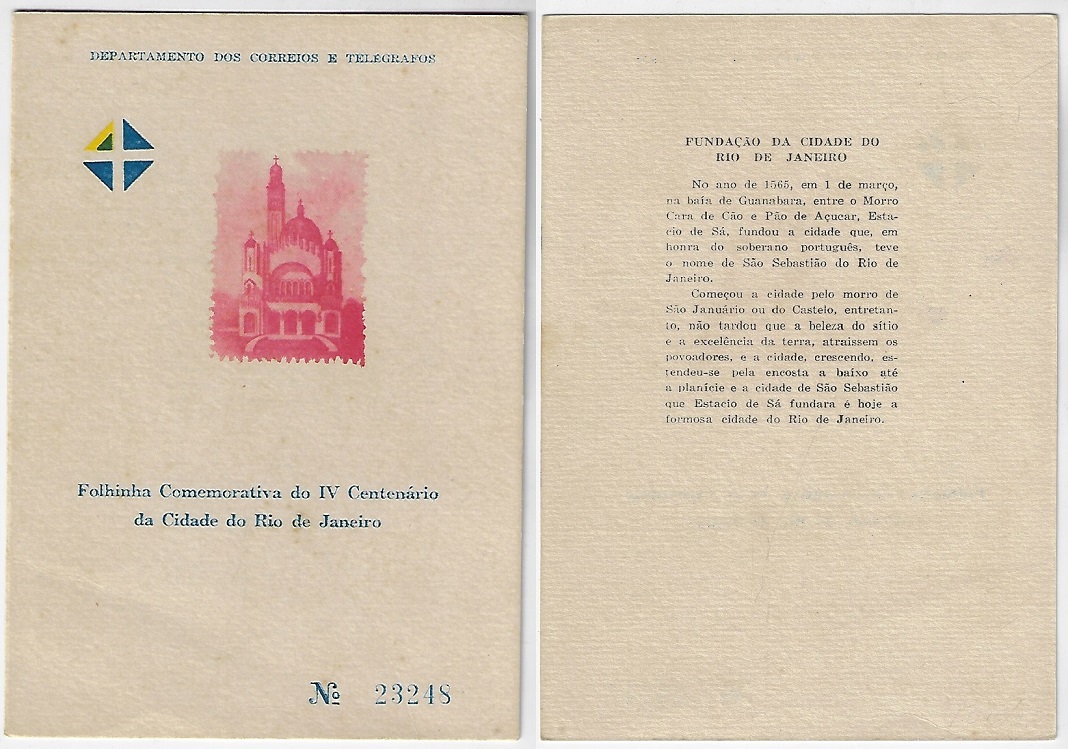 DEPARTAMENTO DOS CORREIOS E TELÉGRAFOS
Folhinha Comemorativa do IV Centenário
da Cidade do Rio de Janeiro
Nº 23248
FUNDAÇÃO DA CIDADE DO
RIO DE JANEIRO
No ano de 1565, em 1 de março,
na baía de Guanabara, entre o Morro
Cara de Cão e Pão de Açucar, Esta-
cio de Sá, fundou a cidade que, em
honra do soberano português, teve
o nome de São Sebastião do Rio de
Janeiro.
Começou a cidade pelo morro de
São Januário ou do Castelo, entretan-
to, não tardou que a beleza do sítio
e a excelência da terra, atraissem os
povoadores, e a cidade, crescendo, es-
tendeu-se pela encosta a baixo até
a planície e a cidade de São Sebastião
que Estacio de Sá fundara é hoje a
formosa cidade do Rio de Janeiro.